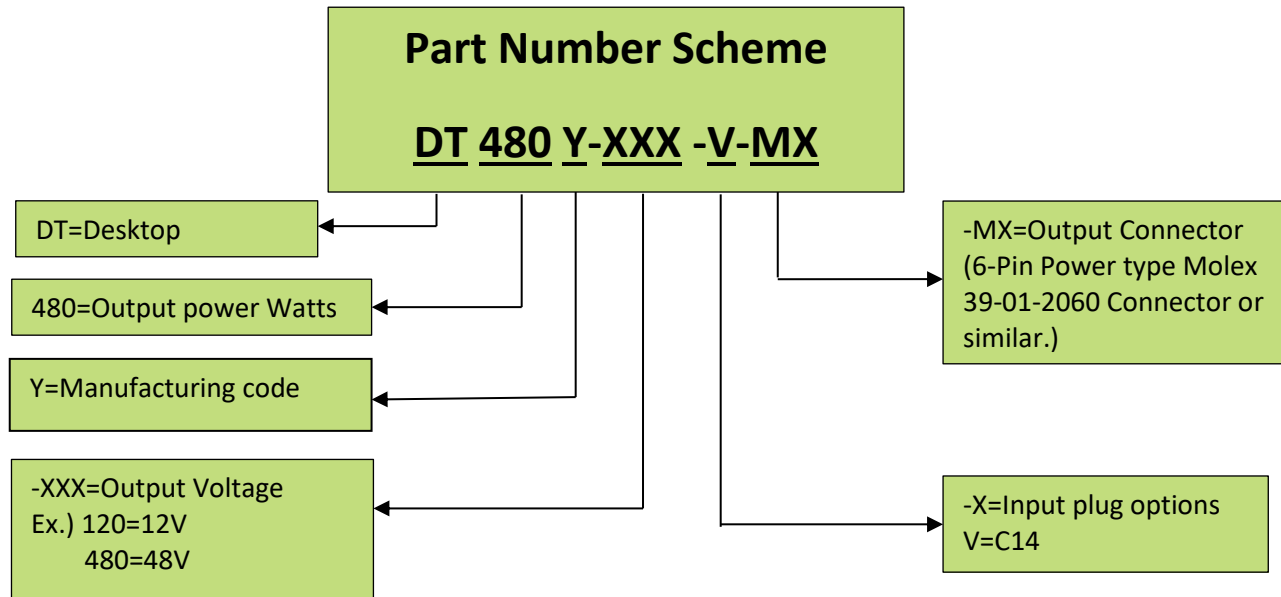 Part Number Scheme
DT 480 Y-XXX -V-MX
DT=Desktop
480=Output power Watts
Y=Manufacturing code
-XXX=Output Voltage
Ex.) 120=12V
480=48V
-MX=Output Connector
(6-Pin Power type Molex
39-01-2060 Connector or
similar.)
-X=Input plug options
V=C14